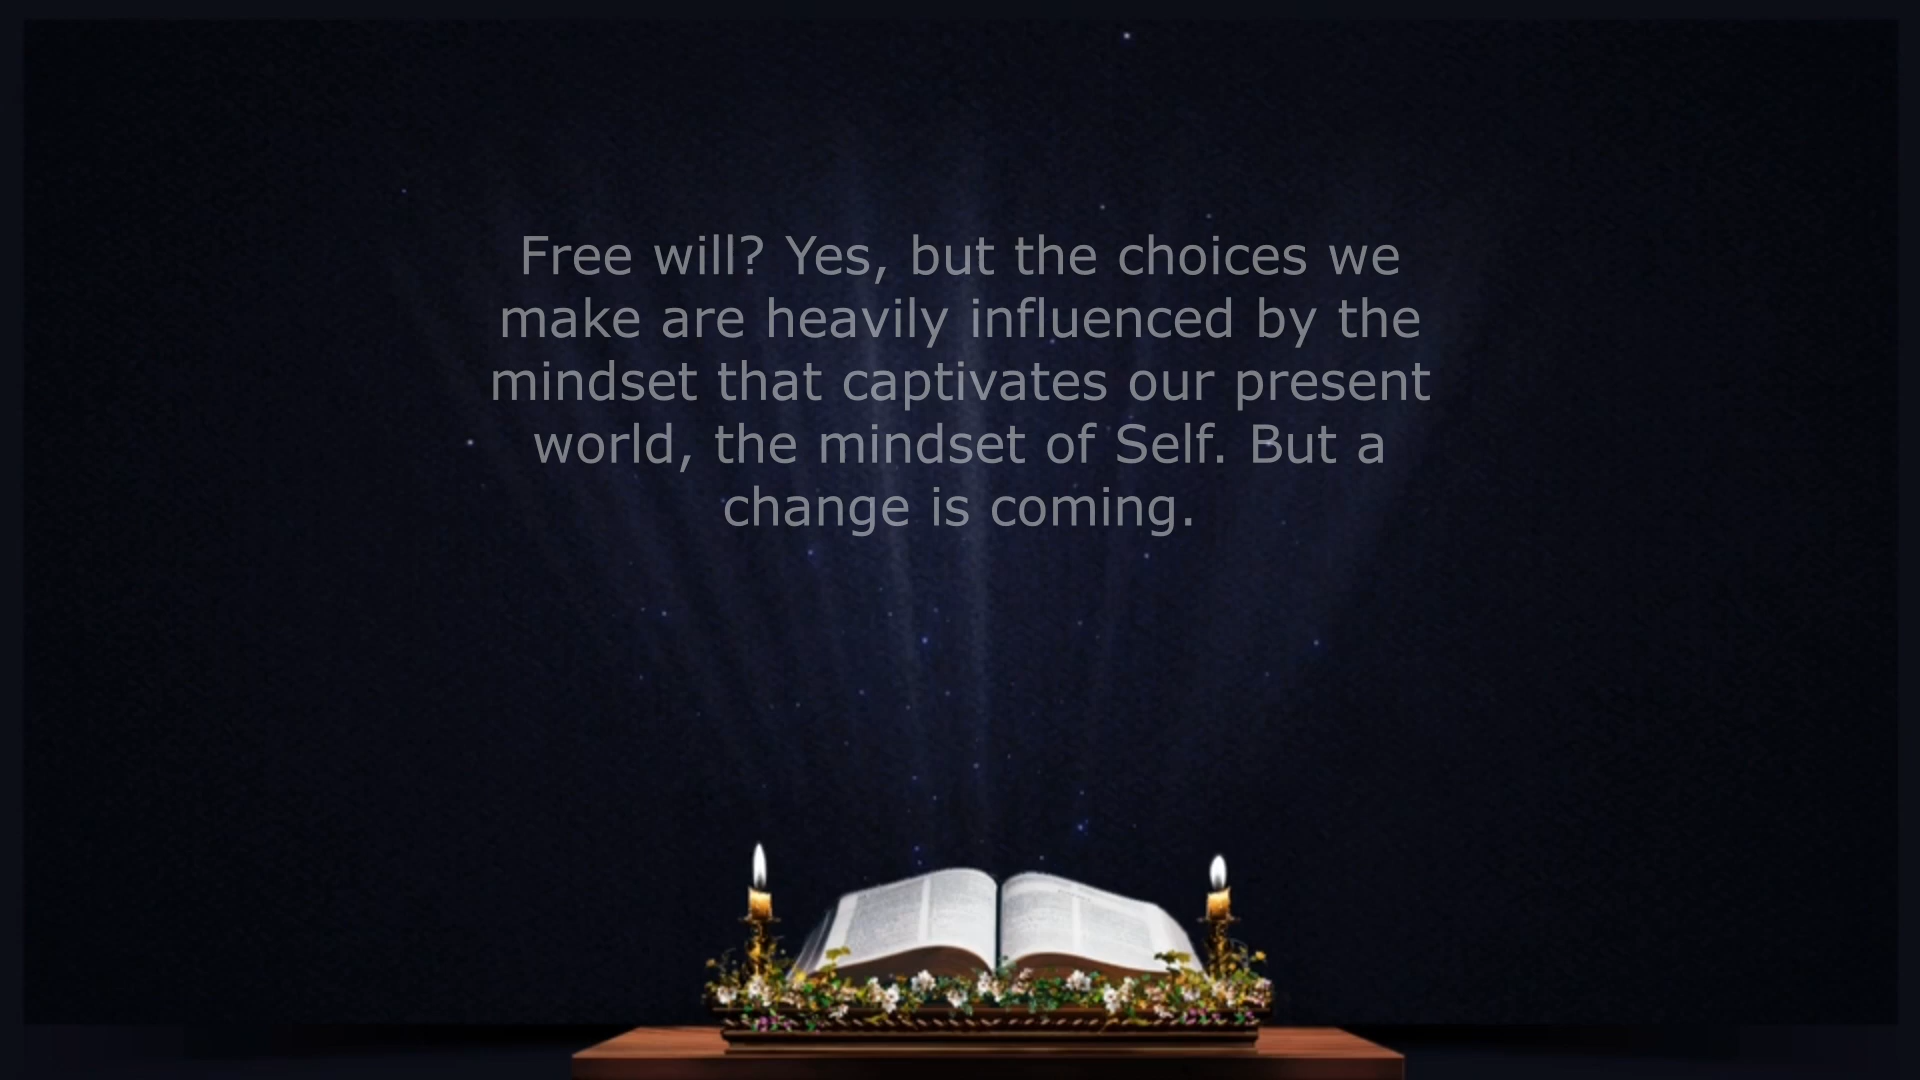 Free will? Yes, but the choices we
make are heavily influenced by the
mindset that captivates our present
world, the mindset of Self. But a
change is coming.